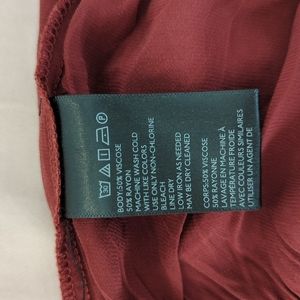 BODY:50% VISCOSE
50% RAYON
MACHINE WASH COLD
WITH LIKE COLORS
USE ONLY NON-CHLORINE
BLEACH
LINE DRY
LOW IRON AS NEEDED
MAY BE DRY CLEANED
CORPS:50% VISCOSE
50% RAYONNE
LAVAGE EN MACHINE À
TEMPÉRATURE FROIDE
AVEC COULEURS SIMILAIRES
UTILISER UN AGENT DE